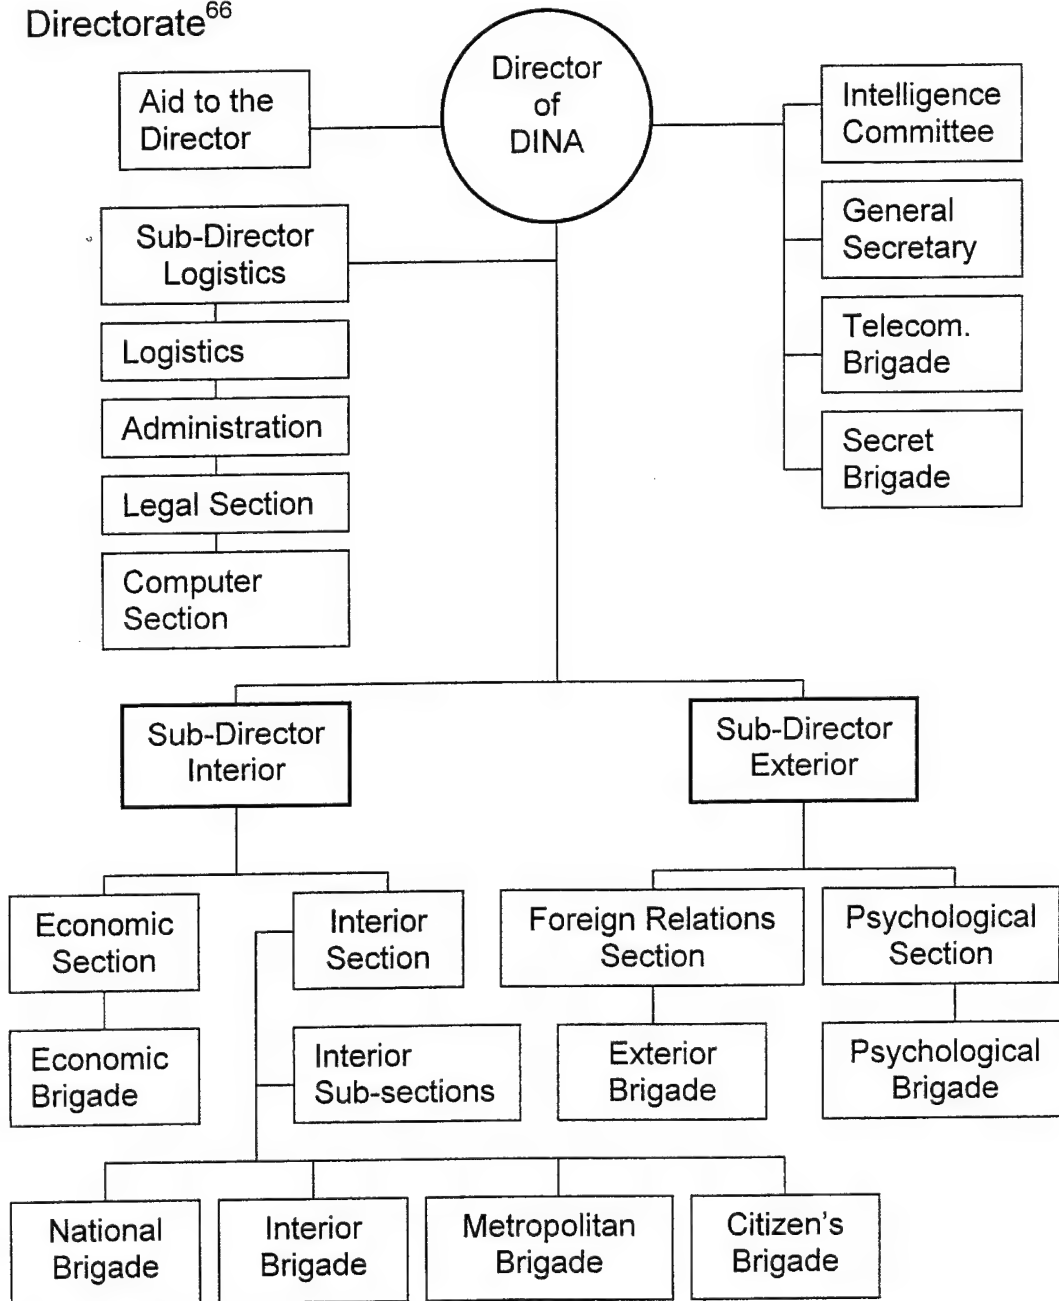 Directorate66
Director
of
DINA
Aid to the
Director
Intelligence
Committee
General
Secretary
Telecom.
Brigade
Secret
Brigade
Sub-Director
Logistics
Logistics
Administration
Legal Section
Computer
Section
Sub-Director
Interior
Sub-Director
Exterior
Economic
Section
Interior
Section
Foreign Relations
Section
Psychological
Section
Economic
Brigade
Interior
Sub-sections
Exterior
Brigade
Psychological
Brigade
National
Brigade
Interior
Brigade
Metropolitan
Brigade
Citizen's
Brigade